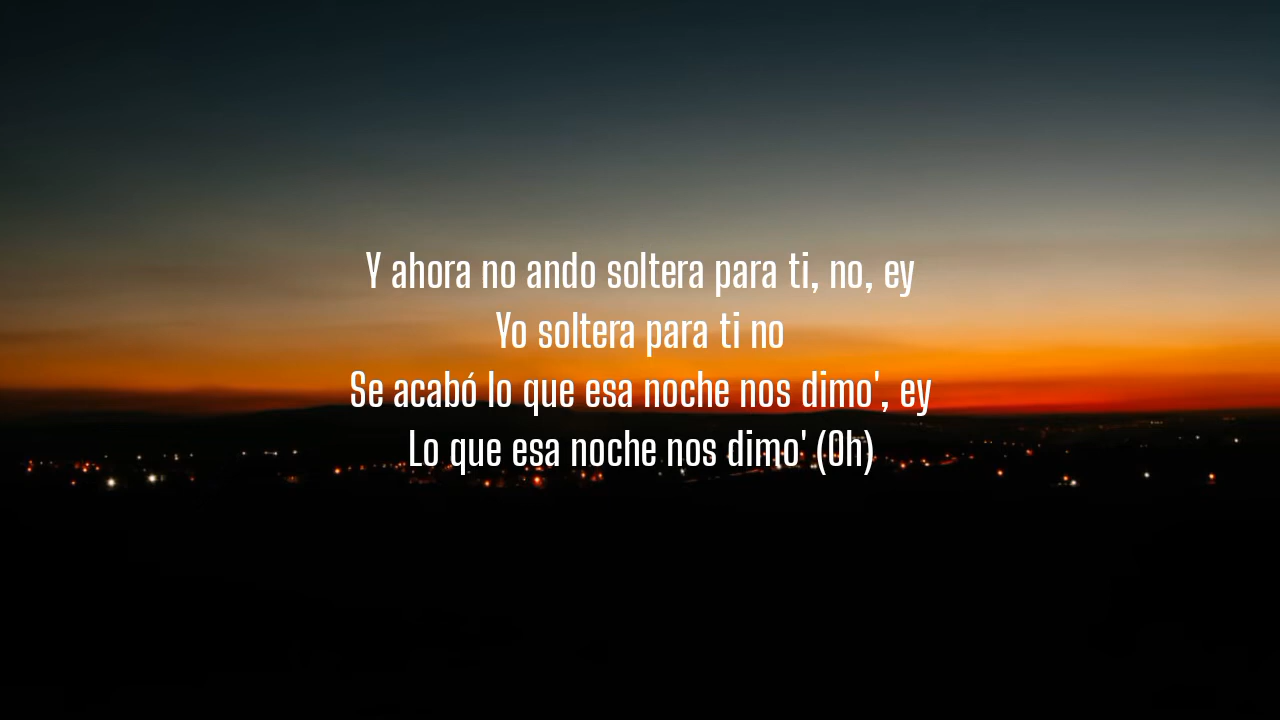 Y ahora no ando soltera para ti, no, ey
Yo soltera para ti no
Se acabó lo que esa noche nos dimo', ey
Lo que esa noche nos dimo' (Oh)